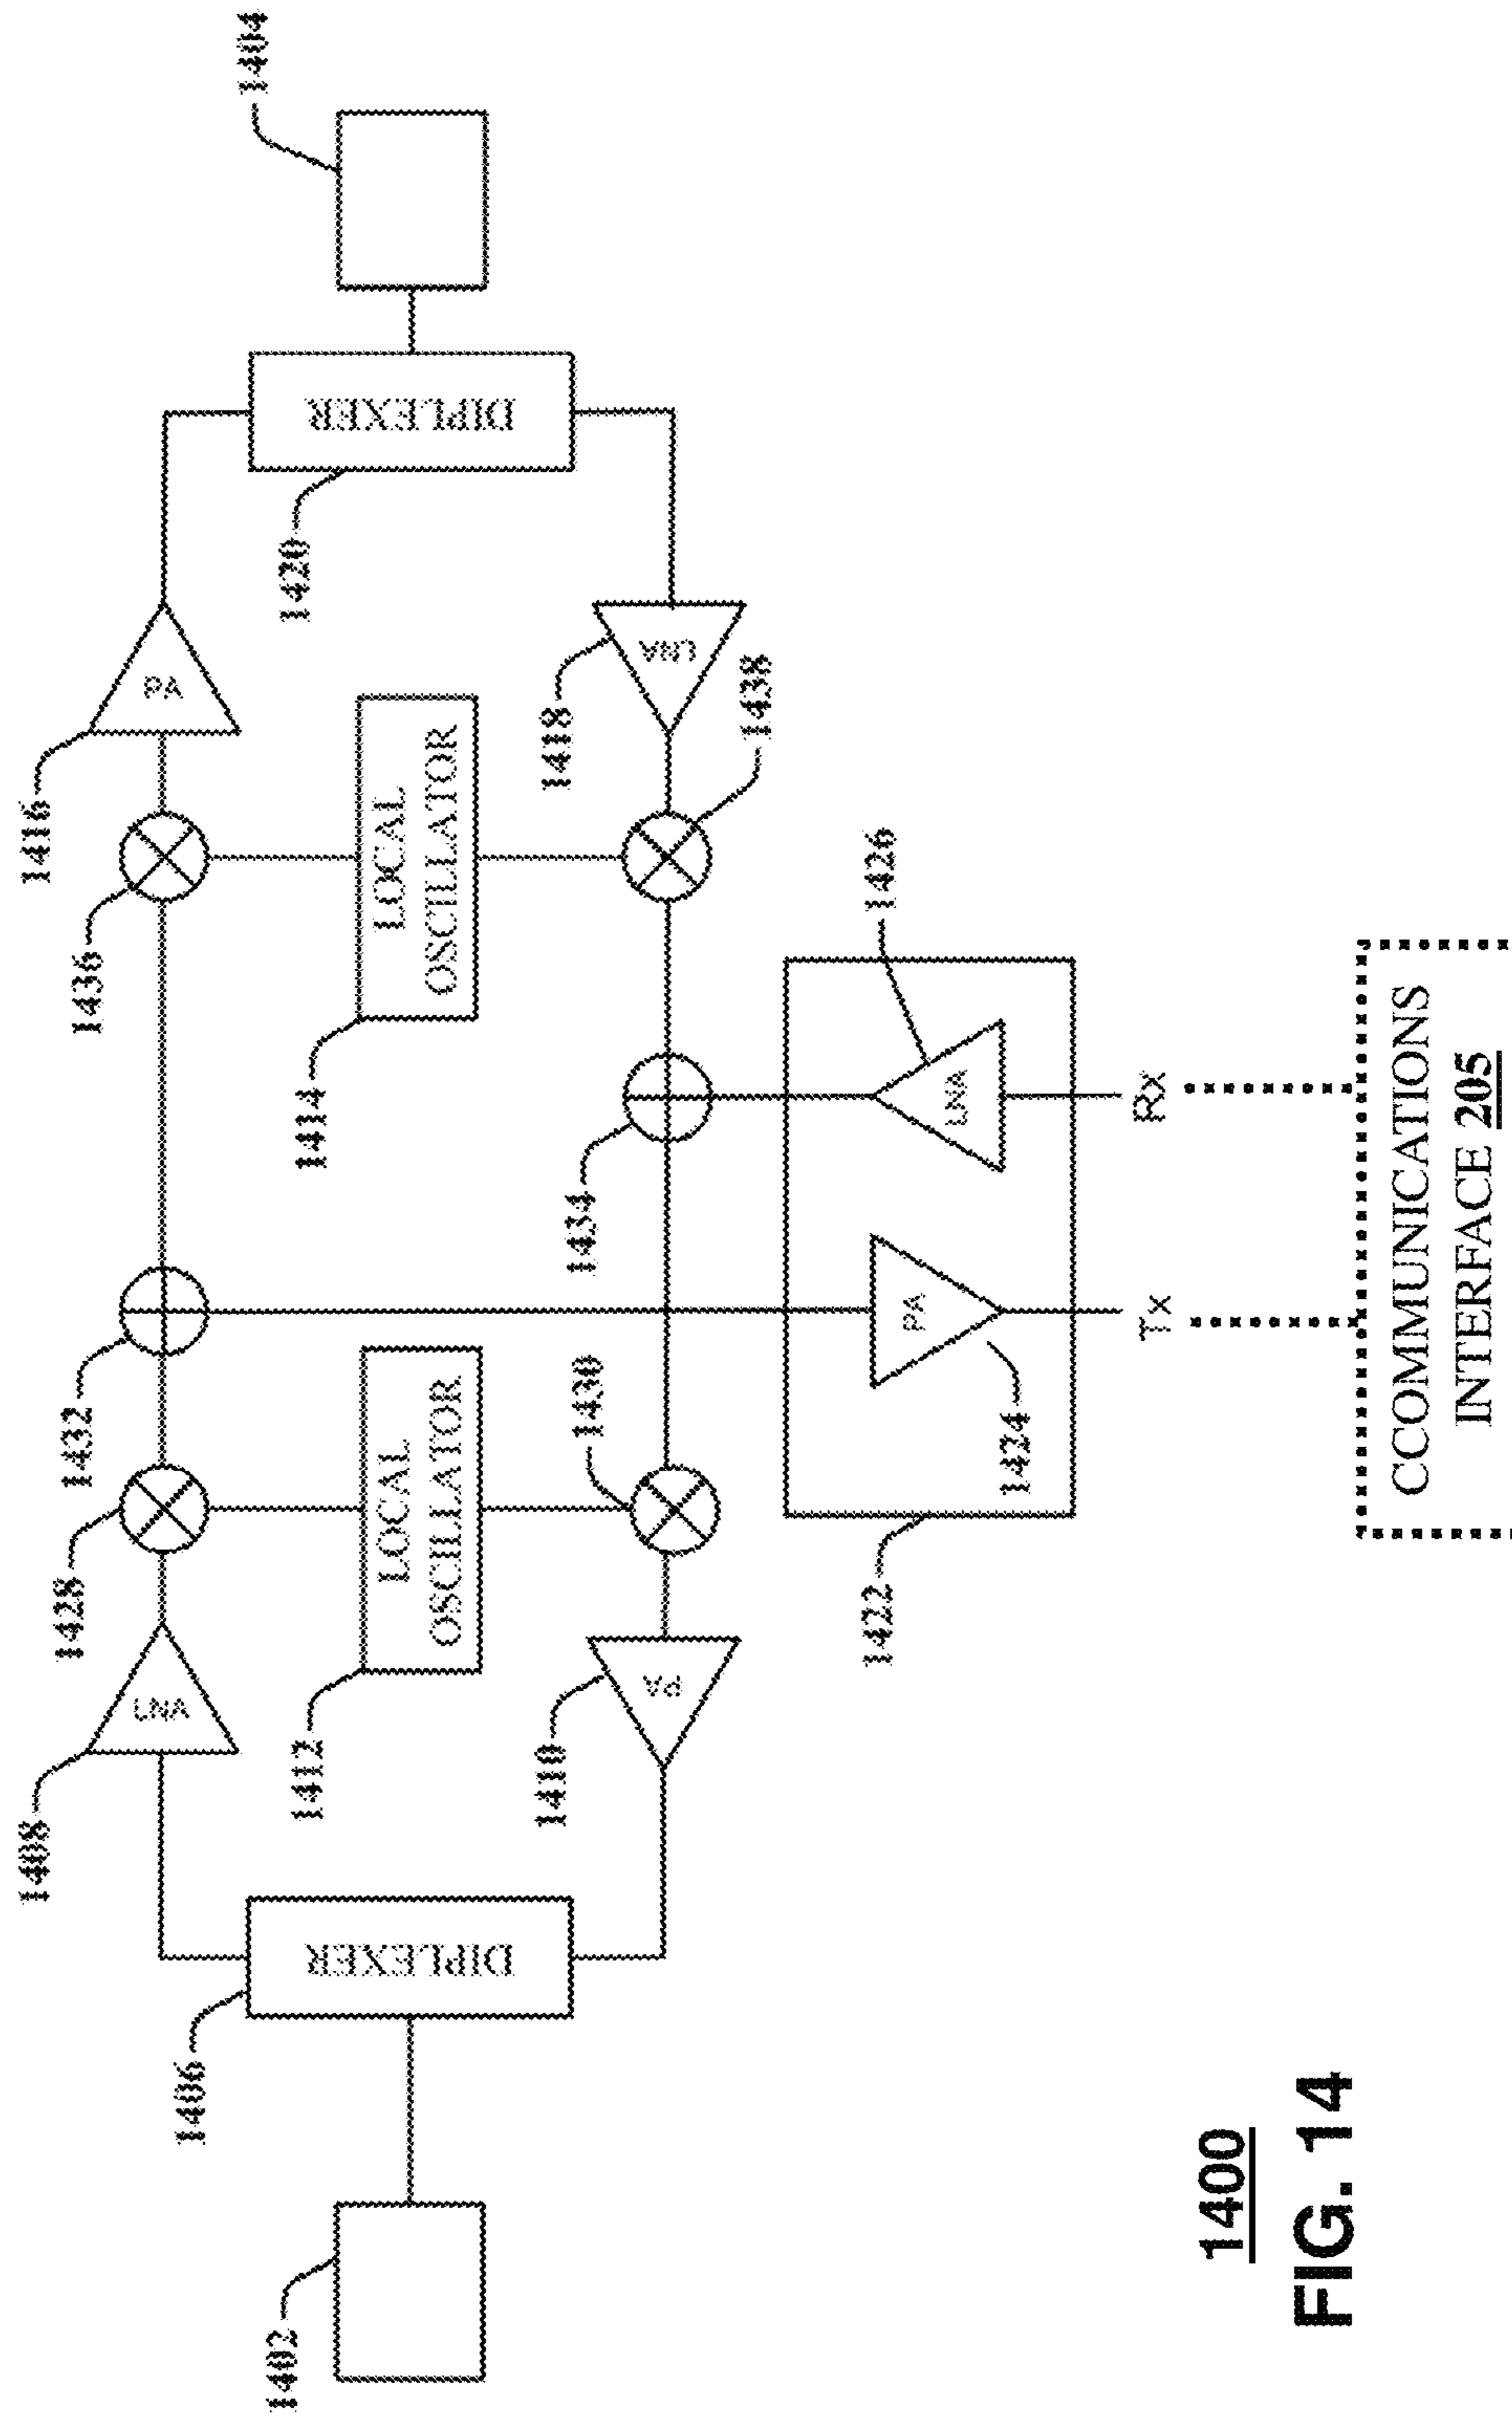 1408
1416
1428
1432
1436
LNA
PA
1406
1404
1402
1420
1412
1414
DIPLEXER
LOCAL
OSCILLATOR
LOCAL
OSCILLATOR
DIPLEXER
1410
1430
1434
1418
PA
LNA
1438
1422
1426
PA
LNA
1424
Tx
Rx
1400
FIG. 14
CCOMMUNICATIONS
INTERFACE 205